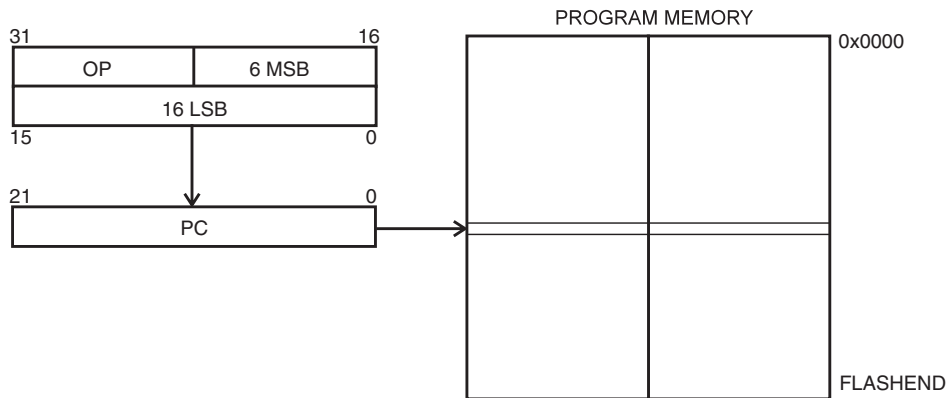 PROGRAM MEMORY
31 16
0x0000
OP 6 MSB
16 LSB
15 0
21 0
PC
FLASHEND